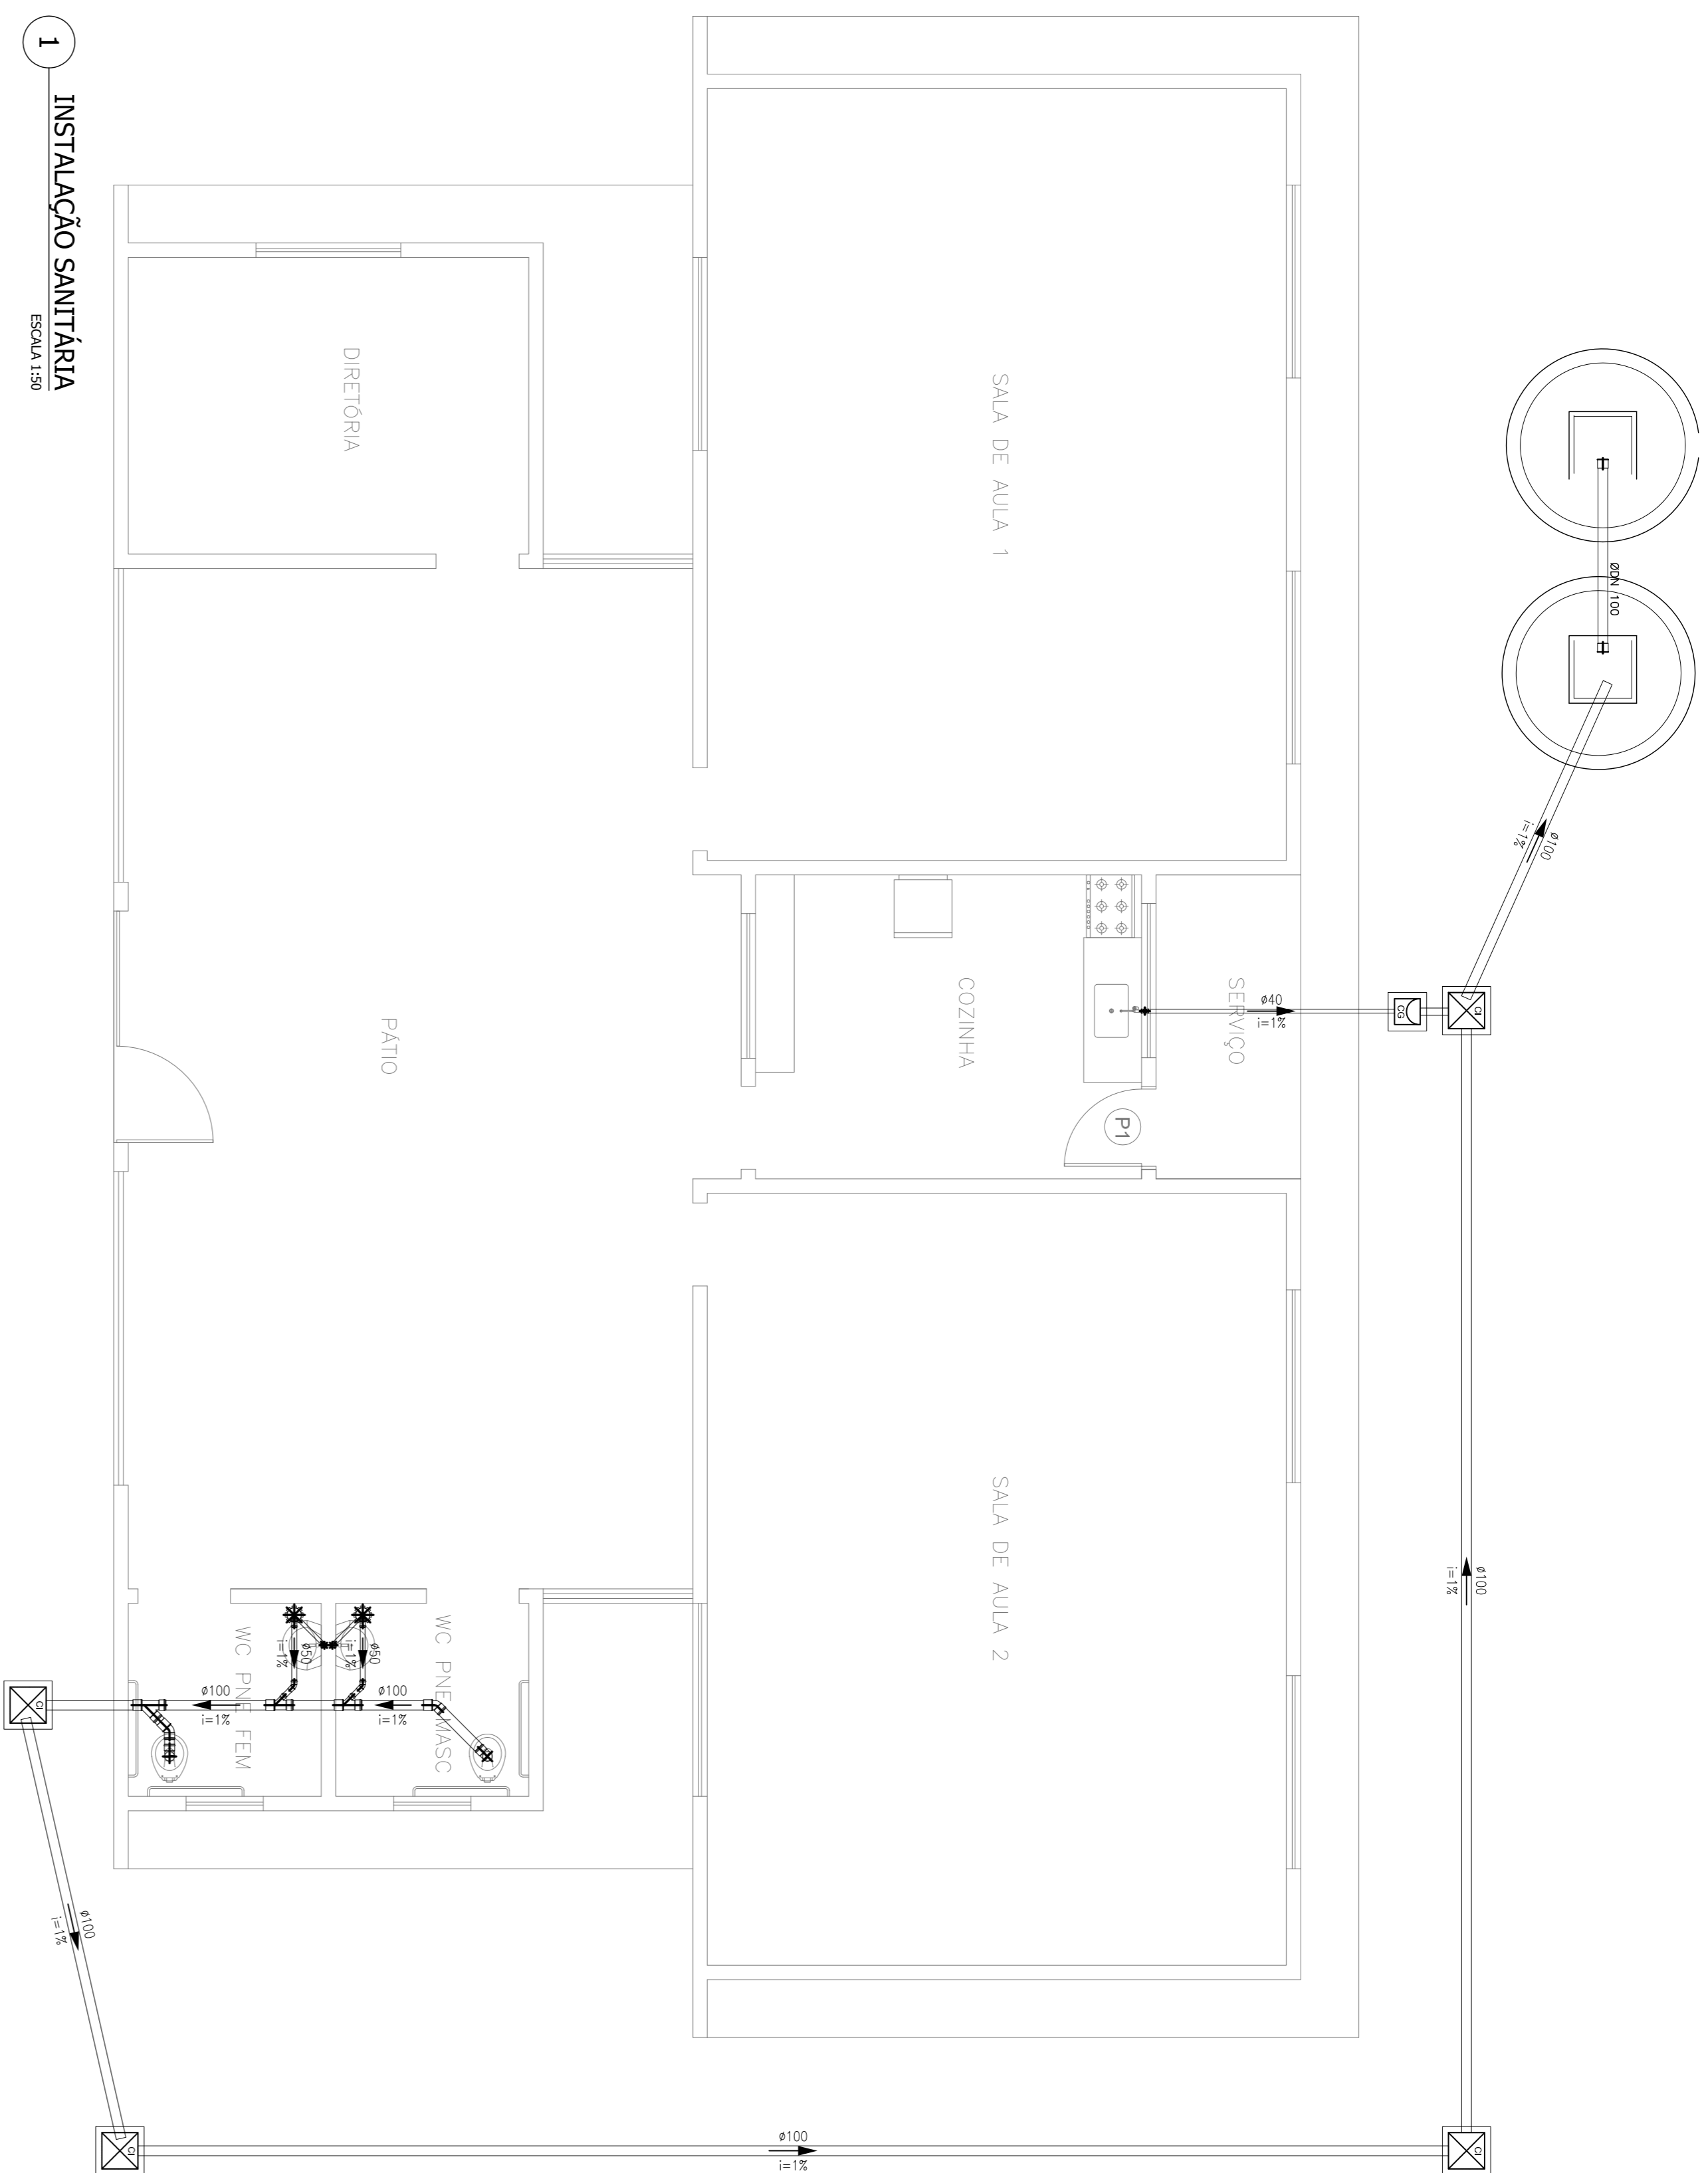 1
INSTALAÇÃO SANITÁRIA
ESCALA 1:50
DIRETÓRIA
SALA DE AULA 1
ØDN 100
ø100
i=1%
PÁTIO
COZINHA
SERVIÇO
ø40
i=1%
CG
CI
P1
SALA DE AULA 2
ø100
i=1%
WC PNE FEM
WC PNE MASC
ø50
i=1%
ø50
i=1%
ø100
i=1%
ø100
i=1%
CI
ø100
i=1%
CI
ø100
i=1%
CI